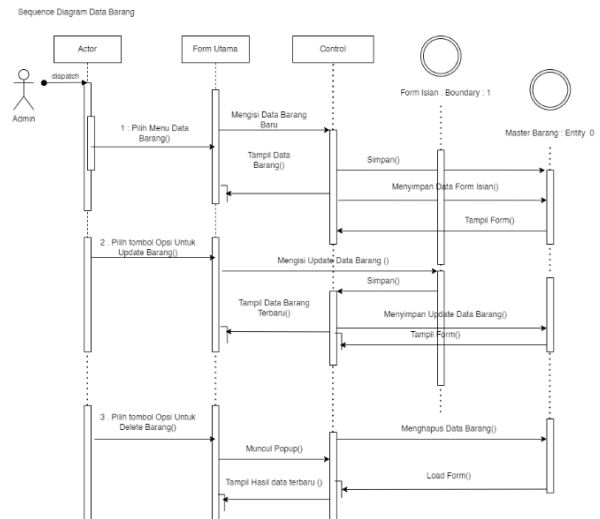 Sequence Diagram Data Barang
Actor
Form Utama
Control
Form Isian : Boundary : 1
Master Barang : Entity 0
Admin
dispatch
1 : Pilih Menu Data
Barang()
Mengisi Data Barang
Baru
Tampil Data
Barang()
Simpan()
Menyimpan Data Form Isian()
Tampil Form()
2 . Pilih tombol Opsi Untuk
Update Barang()
Mengisi Update Data Barang ()
Simpan()
Tampil Data Barang
Terbaru()
Menyimpan Update Data Barang()
Tampil Form()
3 . Pilih tombol Opsi Untuk
Delete Barang()
Menghapus Data Barang()
Muncul Popup()
Load Form()
Tampil Hasil data terbaru ()